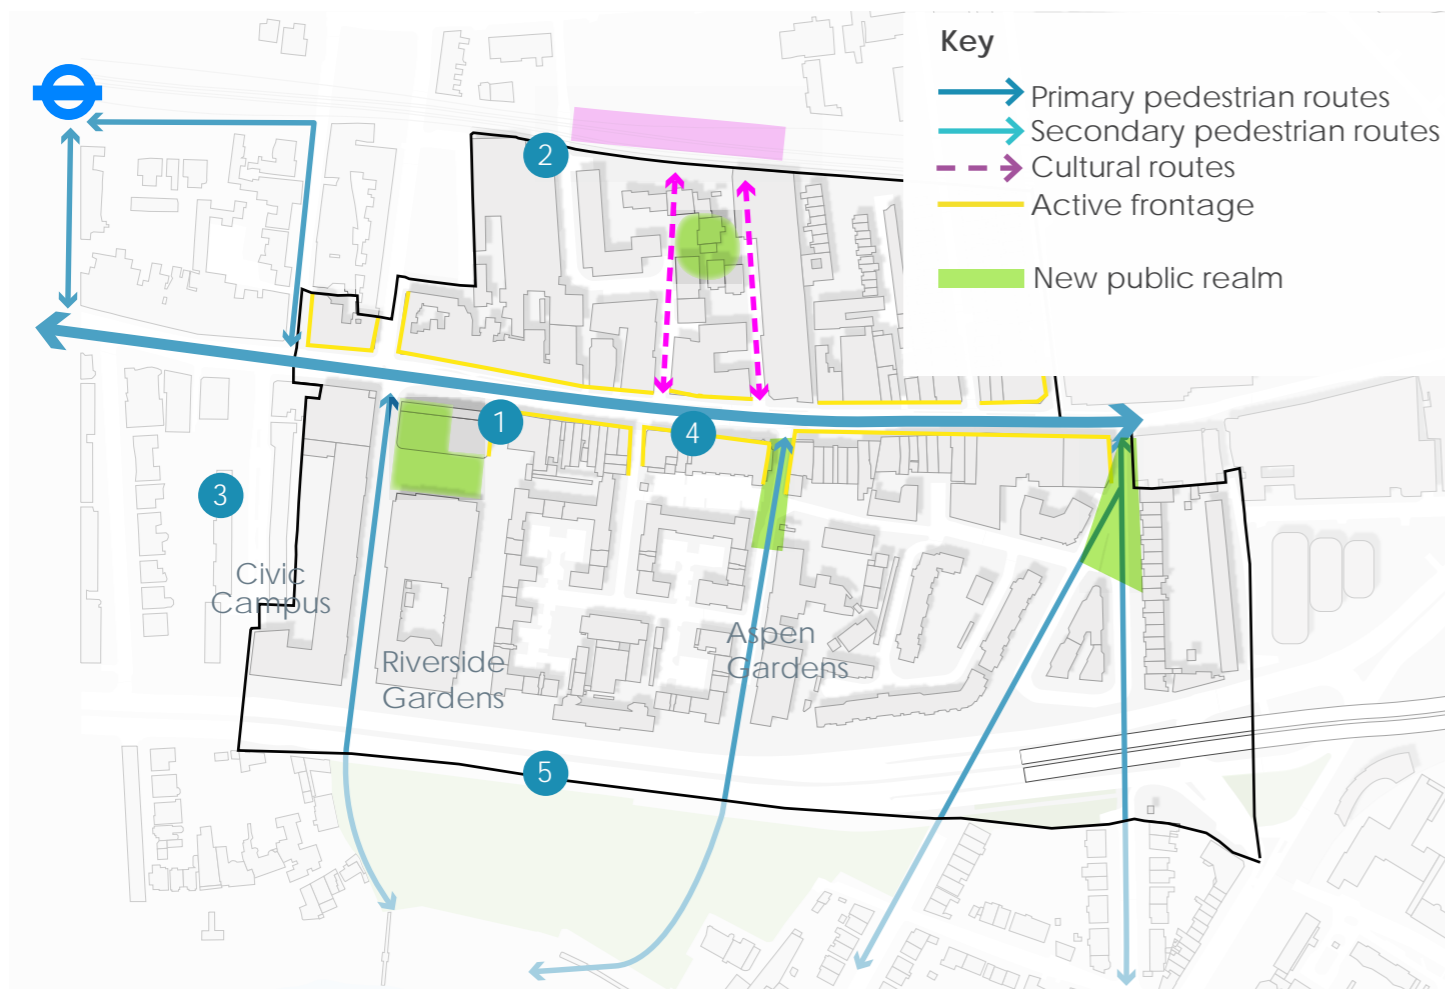 Key
Primary pedestrian routes
Secondary pedestrian routes
Cultural routes
Active frontage
New public realm
2
1
4
3
Civic
Campus
Riverside
Gardens
Aspen
Gardens
5